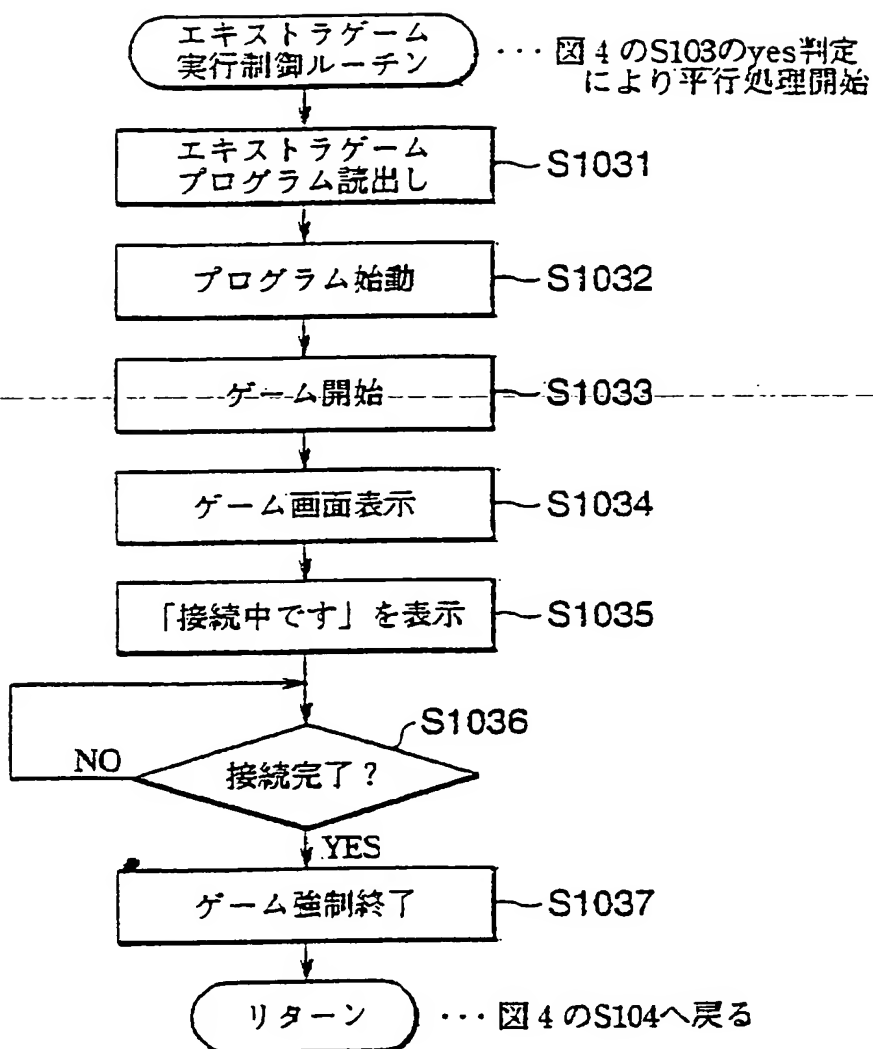 エキストラゲーム
実行制御ルーチン
・・・図4のS103のyes判定
により平行処理開始
エキストラゲーム
プログラム読出し
S1031
プログラム始動
S1032
ゲーム開始
S1033
ゲーム画面表示
S1034
「接続中です」を表示
S1035
S1036
NO
接続完了?
YES
ゲーム強制終了
S1037
リターン
・・・図4のS104へ戻る